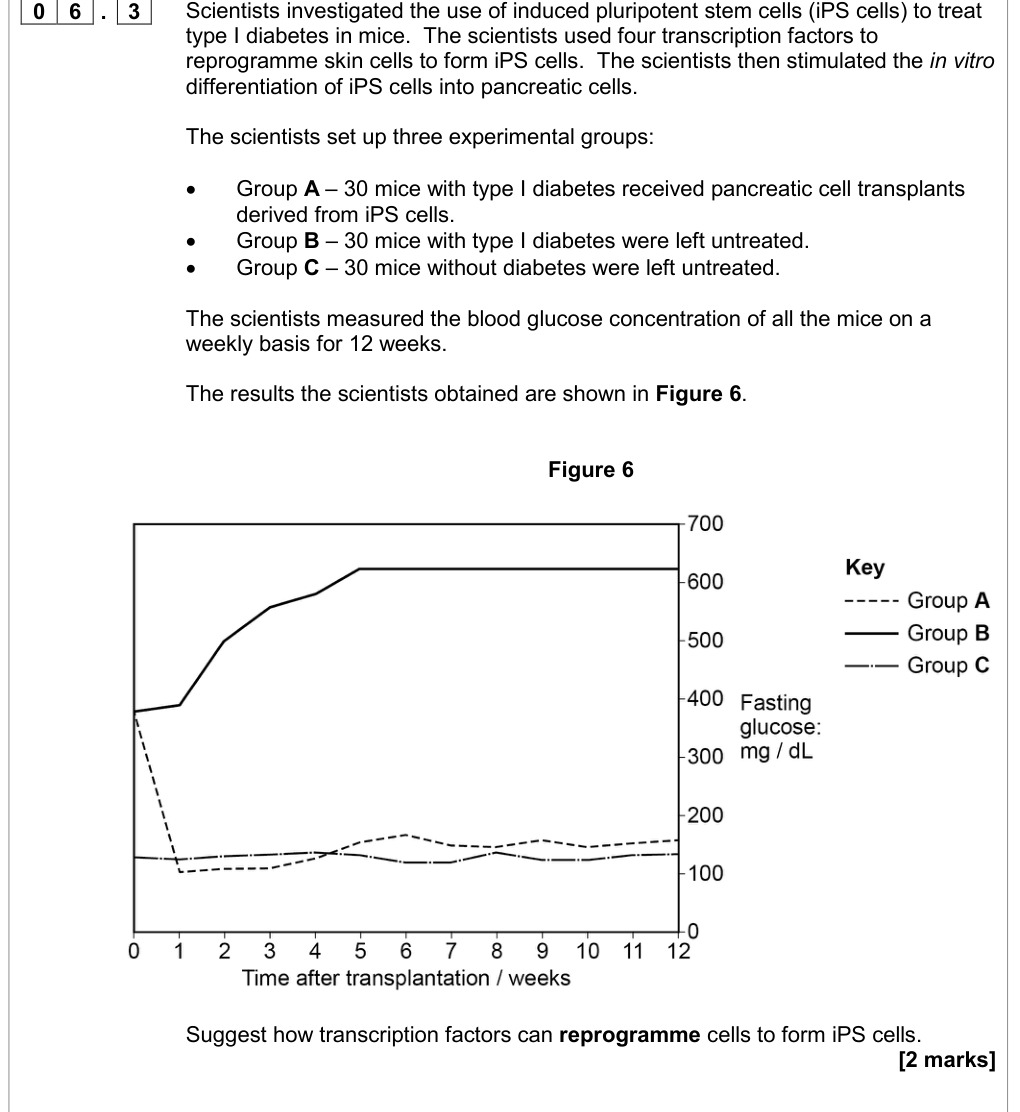 0 6 . 3 Scientists investigated the use of induced pluripotent stem cells (iPS cells) to treat
type I diabetes in mice. The scientists used four transcription factors to
reprogramme skin cells to form iPS cells. The scientists then stimulated the in vitro
differentiation of iPS cells into pancreatic cells.
The scientists set up three experimental groups:
• Group A – 30 mice with type I diabetes received pancreatic cell transplants
derived from iPS cells.
• Group B – 30 mice with type I diabetes were left untreated.
• Group C – 30 mice without diabetes were left untreated.
The scientists measured the blood glucose concentration of all the mice on a
weekly basis for 12 weeks.
The results the scientists obtained are shown in Figure 6.
Figure 6
700
600
500
400
300
200
100
0
Fasting
glucose:
mg / dL
Key
Group A
Group B
Group C
0 1 2 3 4 5 6 7 8 9 10 11 12
Time after transplantation / weeks
Suggest how transcription factors can reprogramme cells to form iPS cells.
[2 marks]